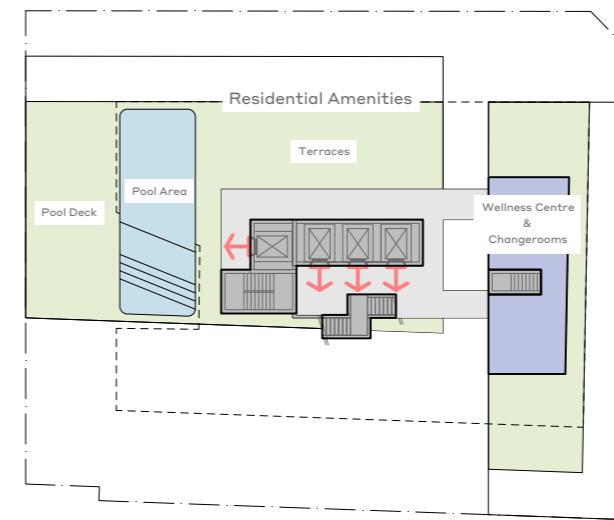 Residential Amenities
Terraces
Pool Area
Pool Deck
Wellness Centre
&
Changerooms